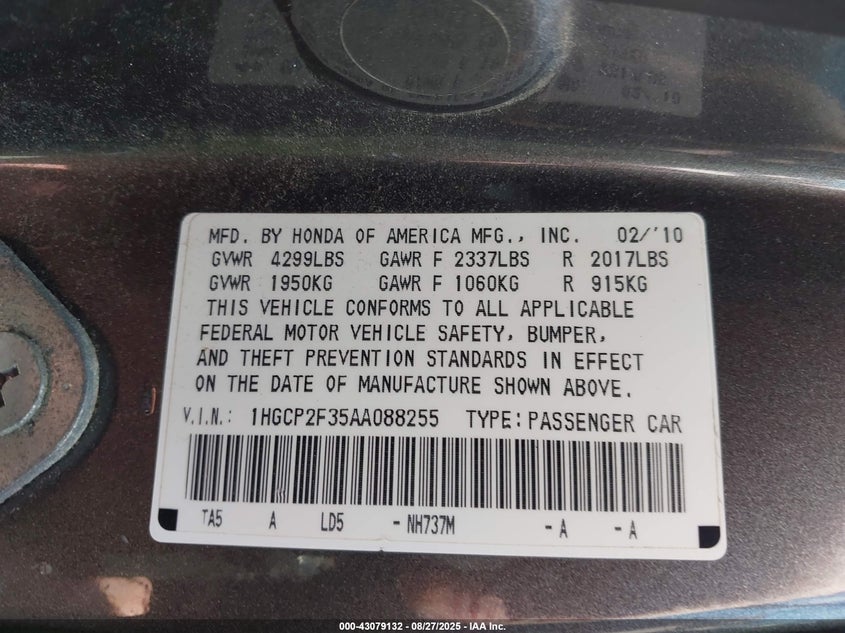 MFD. BY HONDA OF AMERICA MFG., INC. 02/'10
GVWR 4299LBS GAWR F 2337LBS R 2017LBS
GVWR 1950KG GAWR F 1060KG R 915KG
THIS VEHICLE CONFORMS TO ALL APPLICABLE
FEDERAL MOTOR VEHICLE SAFETY, BUMPER,
AND THEFT PREVENTION STANDARDS IN EFFECT
ON THE DATE OF MANUFACTURE SHOWN ABOVE.
V.I.N.: 1HGCP2F35AA088255 TYPE:PASSENGER CAR
TA5 A LD5 -NH737M -A -A
000-43079132 - 08/27/2025 - IAA Inc.